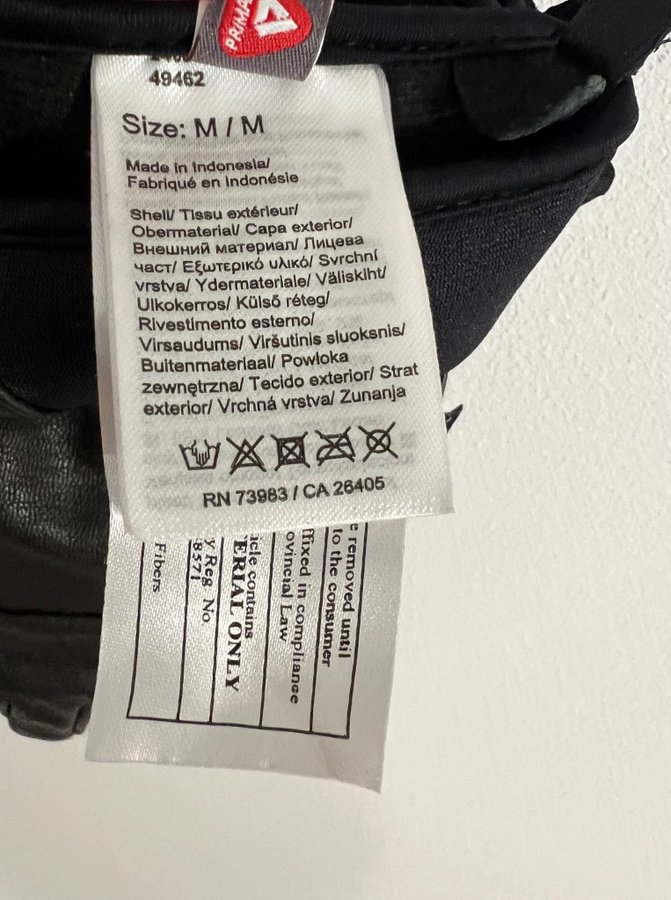 PRIMA
49462
Size: M / M
Made in Indonesia/
Fabriqué en Indonésie
Shell/ Tissu extérieur/
Obermaterial/ Capa exterior/
Внешний материал/ Лицева
част/ Εξωτερικό υλικό/ Svrchní
vrstva/ Ydermateriale/ Väliskiht/
Ulkokerros/ Külső réteg/
Rivestimento esterno/
Virsaudums/ Viršutinis sluoksnis/
Buitenmateriaal/ Powłoka
zewnętrzna/ Tecido exterior/ Strat
exterior/ Vrchná vrstva/ Zunanja
RN 73983 / CA 26405
e removed until
to the consumer
ffixed in compliance
ovincial Law
icle contains
ERIAL ONLY
y Reg No
8571
Fibers